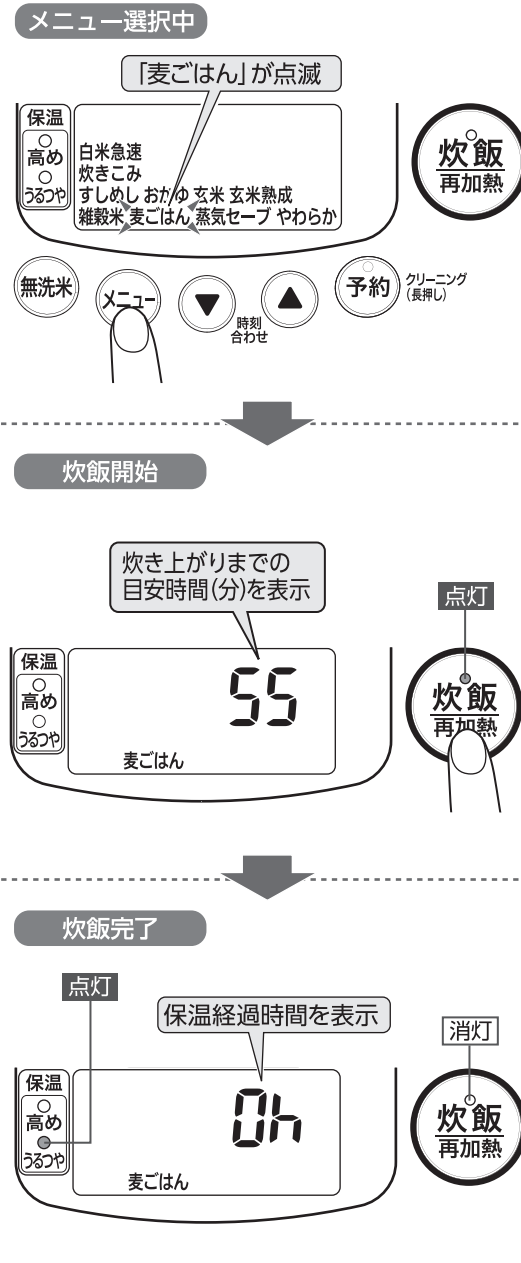 メニュー選択中
「麦ごはん」が点滅
保温
高め
うるつや
白米急速
炊きこみ
すしめし おかゆ 玄米 玄米熟成
雑穀米 麦ごはん 蒸気セーブ やわらか
炊飯
再加熱
無洗米
メニュー
▼
▲
時刻
合わせ
予約
クリーニング
(長押し)
炊飯開始
炊き上がりまでの
目安時間(分)を表示
点灯
保温
高め
うるつや
55
麦ごはん
炊飯
再加熱
炊飯完了
点灯
保温経過時間を表示
消灯
保温
高め
うるつや
0h
麦ごはん
炊飯
再加熱